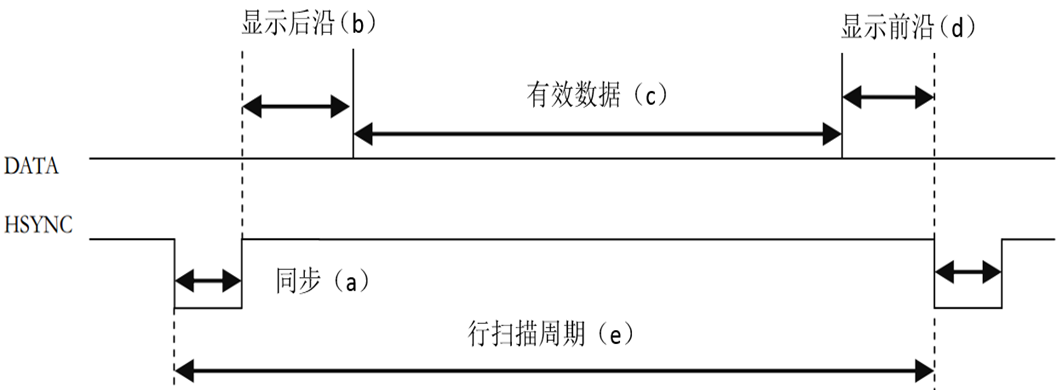 显示后沿（b）
显示前沿（d）
有效数据（c）
DATA
HSYNC
同步（a）
行扫描周期（e）